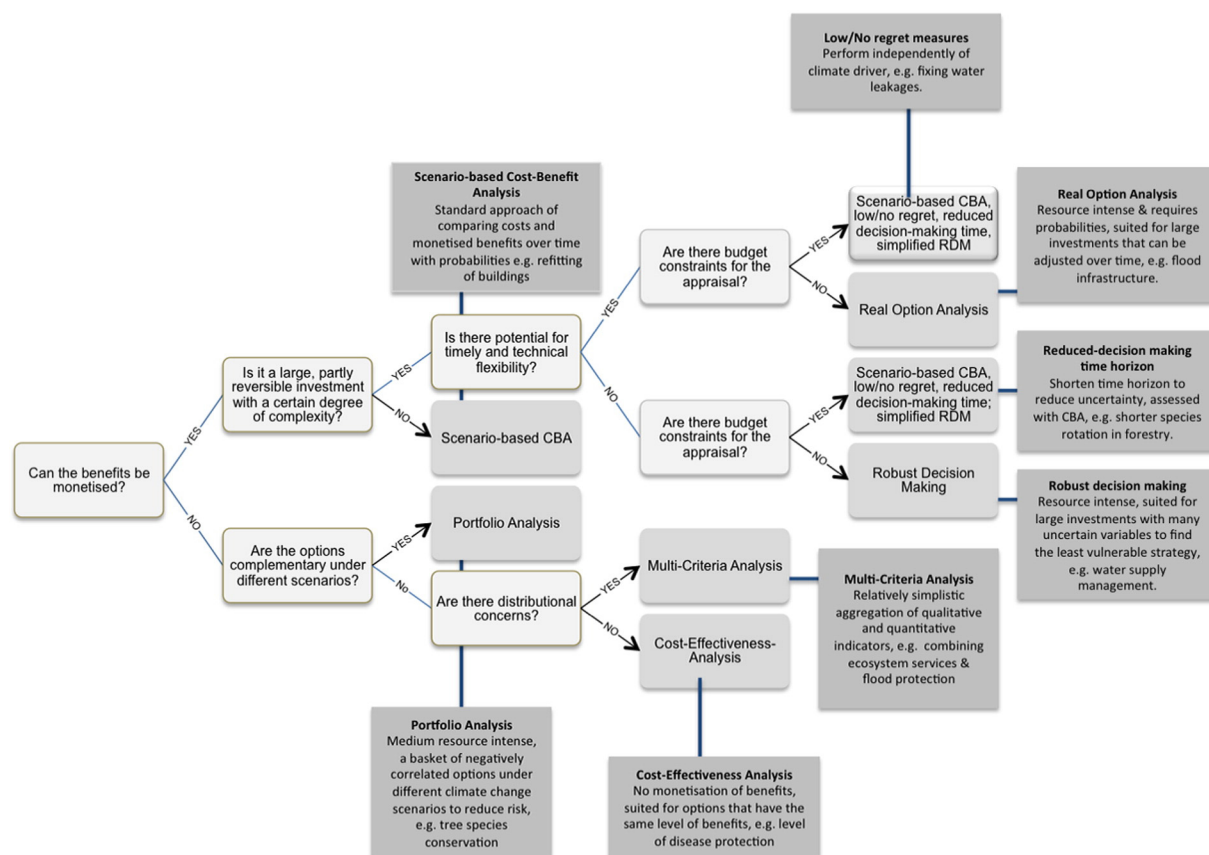 Low/No regret measures
Perform independently of
climate driver, e.g. fixing water
leakages.
Scenario-based Cost-Benefit
Analysis
Standard approach of
comparing costs and
monetised benefits over time
with probabilities e.g. refitting
of buildings
Real Option Analysis
Resource intense & requires
probabilities, suited for large
investments that can be
adjusted over time, e.g. flood
infrastructure.
Can the benefits be
monetised?
YES
NO
Is it a large, partly
reversible investment
with a certain degree
of complexity?
YES
NO
Is there potential for
timely and technical
flexibility?
Scenario-based CBA
YES
NO
Are there budget
constraints for the
appraisal?
YES
NO
Scenario-based CBA,
low/no regret, reduced
decision-making time,
simplified RDM
Real Option Analysis
Are there budget
constraints for the
appraisal?
YES
NO
Scenario-based CBA,
low/no regret, reduced
decision-making time;
simplified RDM
Robust Decision
Making
Reduced-decision making
time horizon
Shorten time horizon to
reduce uncertainty, assessed
with CBA, e.g. shorter species
rotation in forestry.
Robust decision making
Resource intense, suited for
large investments with many
uncertain variables to find
the least vulnerable strategy,
e.g. water supply
management.
Are the options
complementary under
different scenarios?
YES
No
Portfolio Analysis
Are there distributional
concerns?
YES
NO
Multi-Criteria Analysis
Cost-Effectiveness-
Analysis
Multi-Criteria Analysis
Relatively simplistic
aggregation of qualitative
and quantitative
indicators, e.g. combining
ecosystem services &
flood protection
Portfolio Analysis
Medium resource intense,
a basket of negatively
correlated options under
different climate change
scenarios to reduce risk,
e.g. tree species
conservation
Cost-Effectiveness Analysis
No monetisation of benefits,
suited for options that have the
same level of benefits, e.g. level
of disease protection